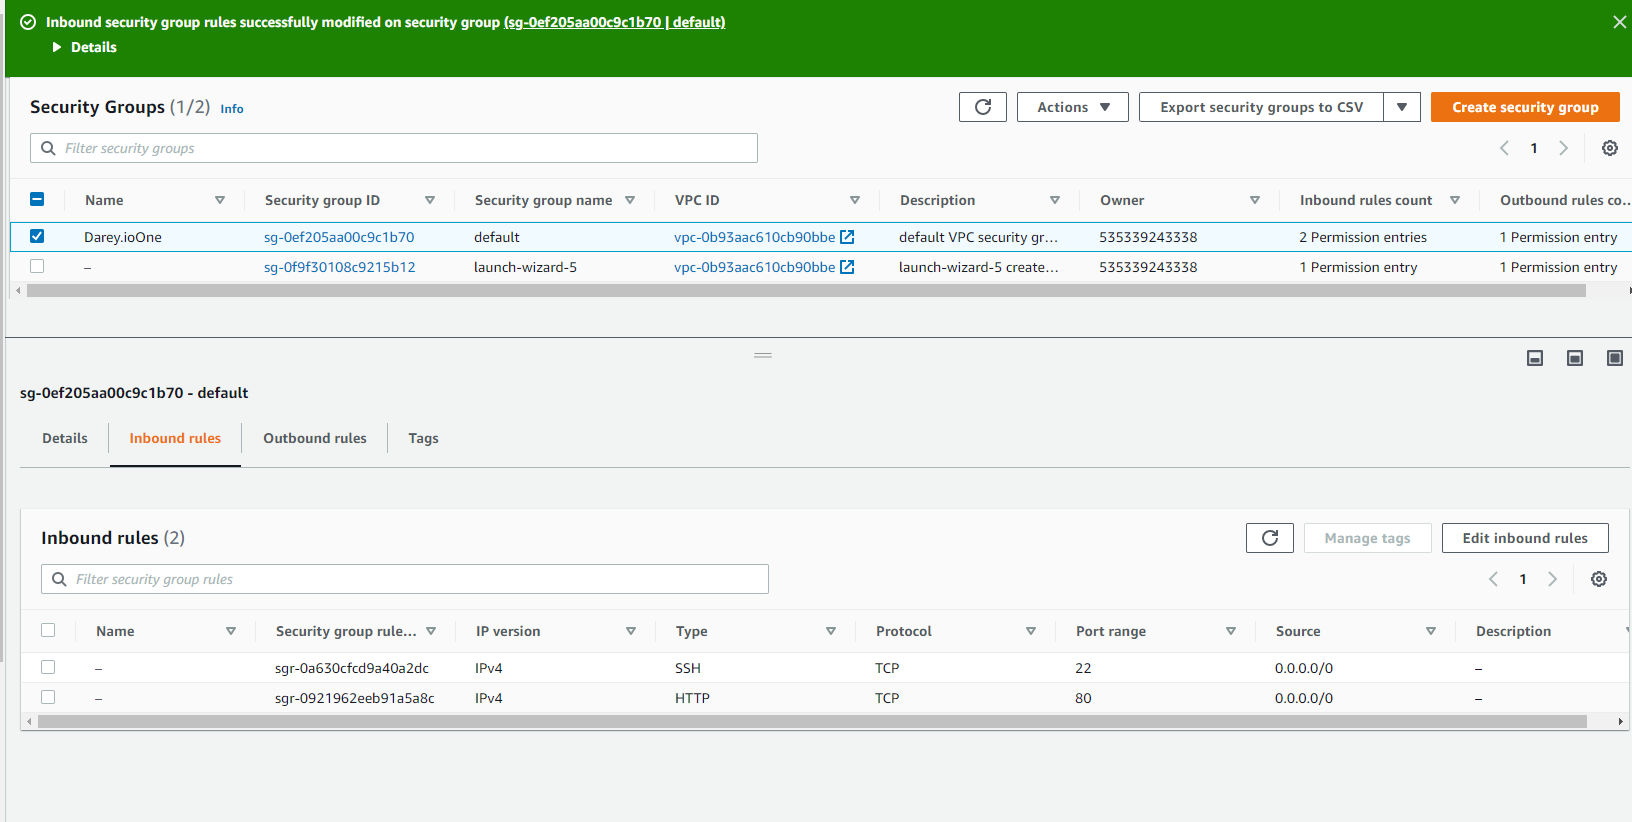 Inbound security group rules successfully modified on security group (sg-0ef205aa00c9c1b70 | default)
Details
Security Groups (1/2) Info
Actions
Export security groups to CSV
Create security group
Filter security groups
1
Name Security group ID Security group name VPC ID Description Owner Inbound rules count Outbound rules co...
Darey.ioOne sg-0ef205aa00c9c1b70 default vpc-0b93aac610cb90bbe default VPC security gr... 535339243338 2 Permission entries 1 Permission entry
– sg-0f9f30108c9215b12 launch-wizard-5 vpc-0b93aac610cb90bbe launch-wizard-5 create... 535339243338 1 Permission entry 1 Permission entry
sg-0ef205aa00c9c1b70 - default
Details Inbound rules Outbound rules Tags
Inbound rules (2)
Manage tags
Edit inbound rules
Filter security group rules
1
Name Security group rule... IP version Type Protocol Port range Source Description
– sgr-0a630cfcd9a40a2dc IPv4 SSH TCP 22 0.0.0.0/0 –
– sgr-0921962eeb91a5a8c IPv4 HTTP TCP 80 0.0.0.0/0 –